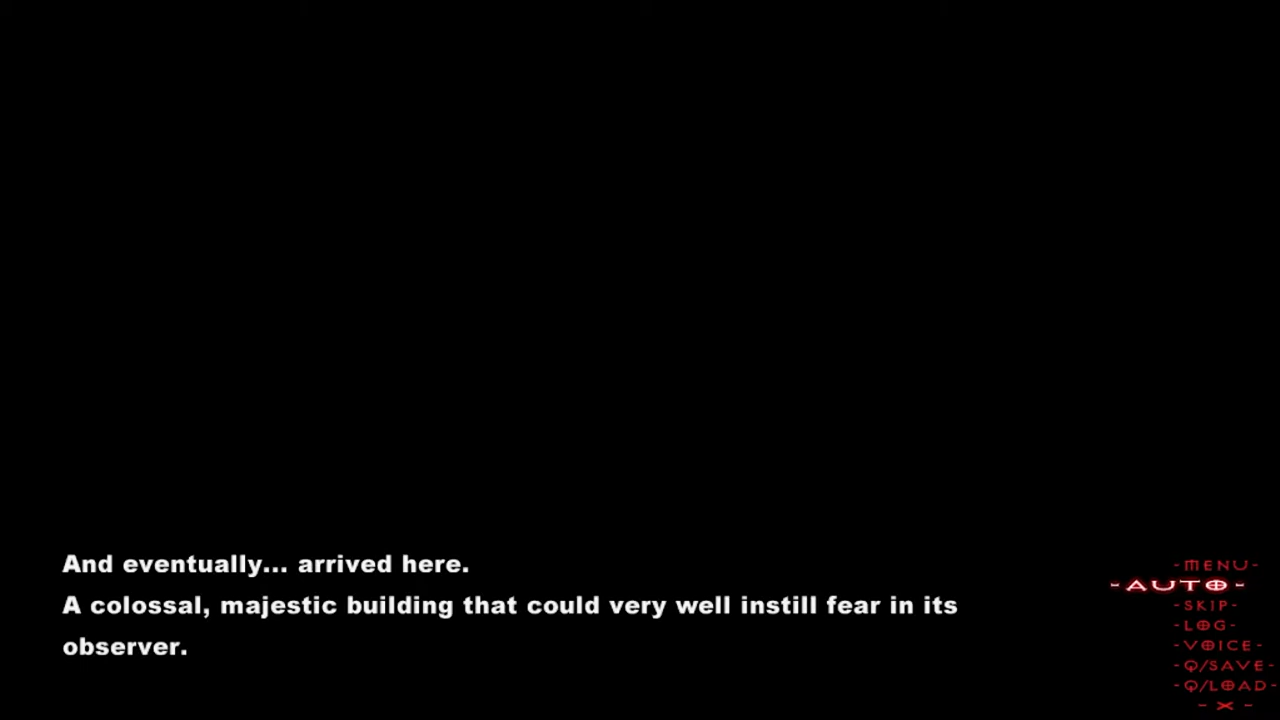 And eventually... arrived here.
A colossal, majestic building that could very well instill fear in its
observer.
-MENU-
-AUTO-
-SKIP-
-LOG-
-VOICE-
-Q/SAVE-
-Q/LOAD-
-X-